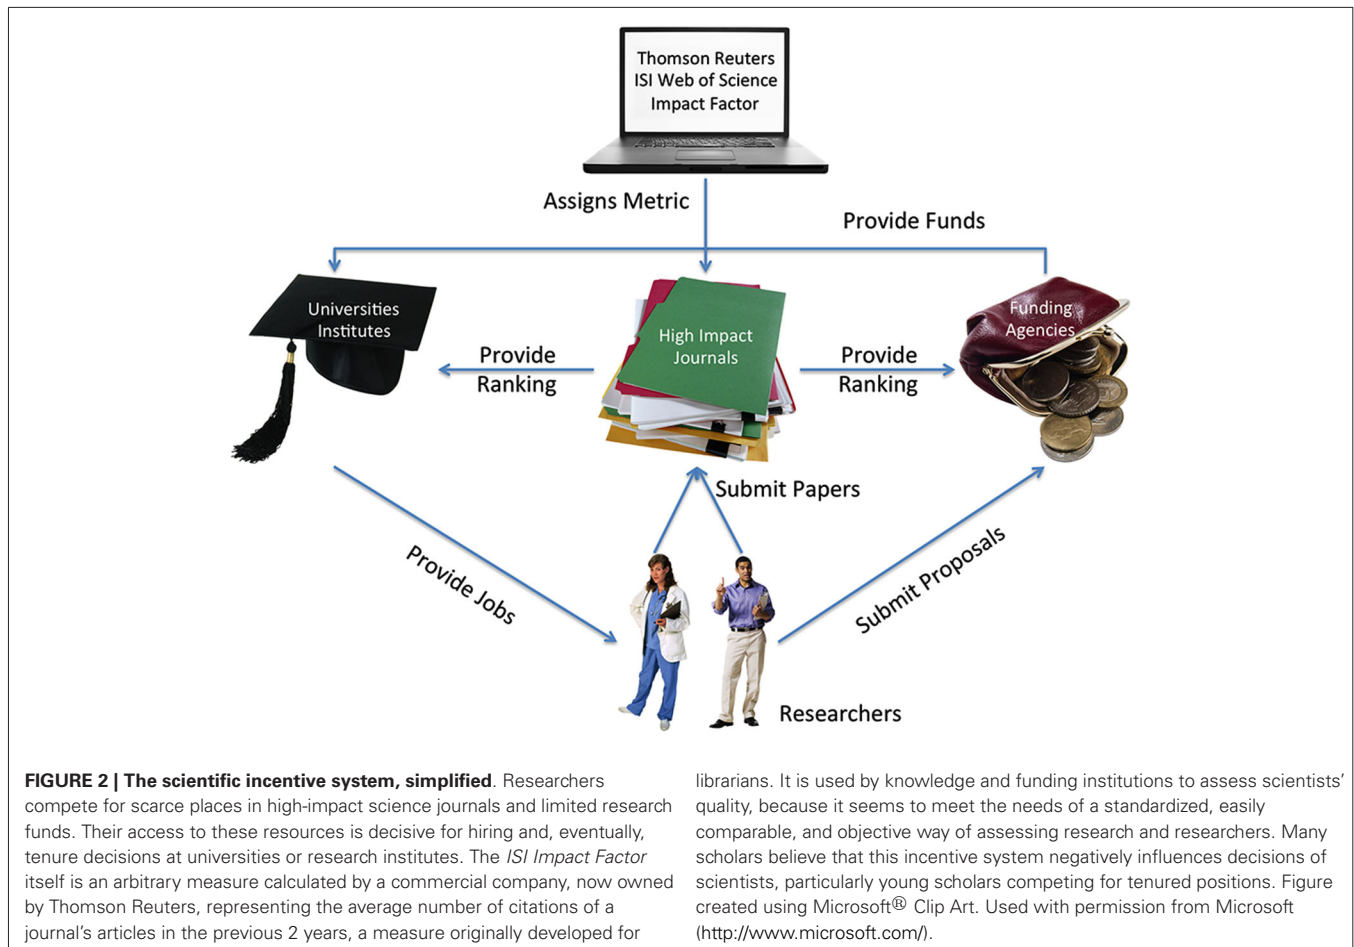 Thomson Reuters
ISI Web of Science
Impact Factor
Assigns Metric
Provide Funds
Universities
Institutes
High Impact
Journals
Funding
Agencies
Provide
Ranking
Provide
Ranking
Submit Papers
Provide Jobs
Submit Proposals
Researchers
FIGURE 2 | The scientific incentive system, simplified. Researchers
compete for scarce places in high-impact science journals and limited research
funds. Their access to these resources is decisive for hiring and, eventually,
tenure decisions at universities or research institutes. The ISI Impact Factor
itself is an arbitrary measure calculated by a commercial company, now owned
by Thomson Reuters, representing the average number of citations of a
journal's articles in the previous 2 years, a measure originally developed for
librarians. It is used by knowledge and funding institutions to assess scientists'
quality, because it seems to meet the needs of a standardized, easily
comparable, and objective way of assessing research and researchers. Many
scholars believe that this incentive system negatively influences decisions of
scientists, particularly young scholars competing for tenured positions. Figure
created using Microsoft® Clip Art. Used with permission from Microsoft
(http://www.microsoft.com/).